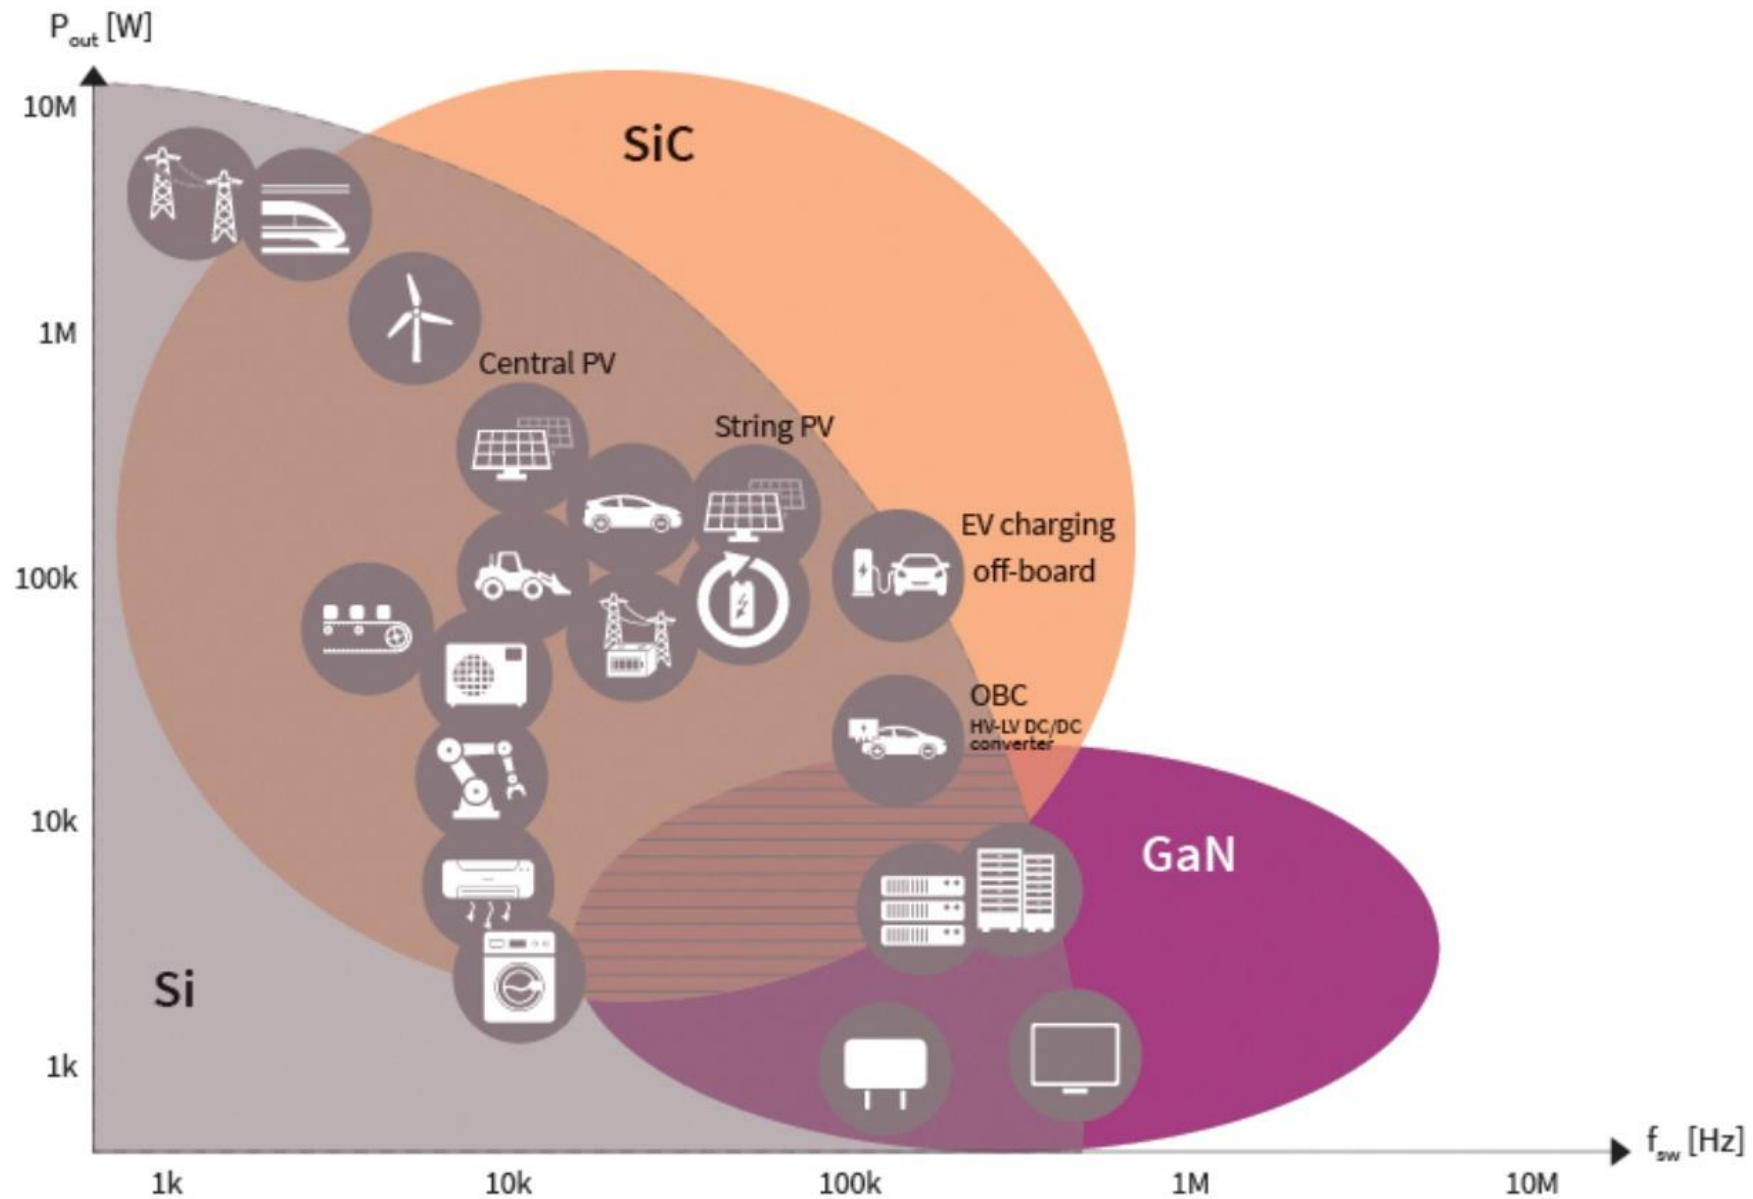 P_out [W]
10M
SiC
1M
Central PV
String PV
EV charging
off-board
100k
OBC
HV-LV DC/DC
converter
10k
GaN
Si
1k
f_sw [Hz]
1k 10k 100k 1M 10M